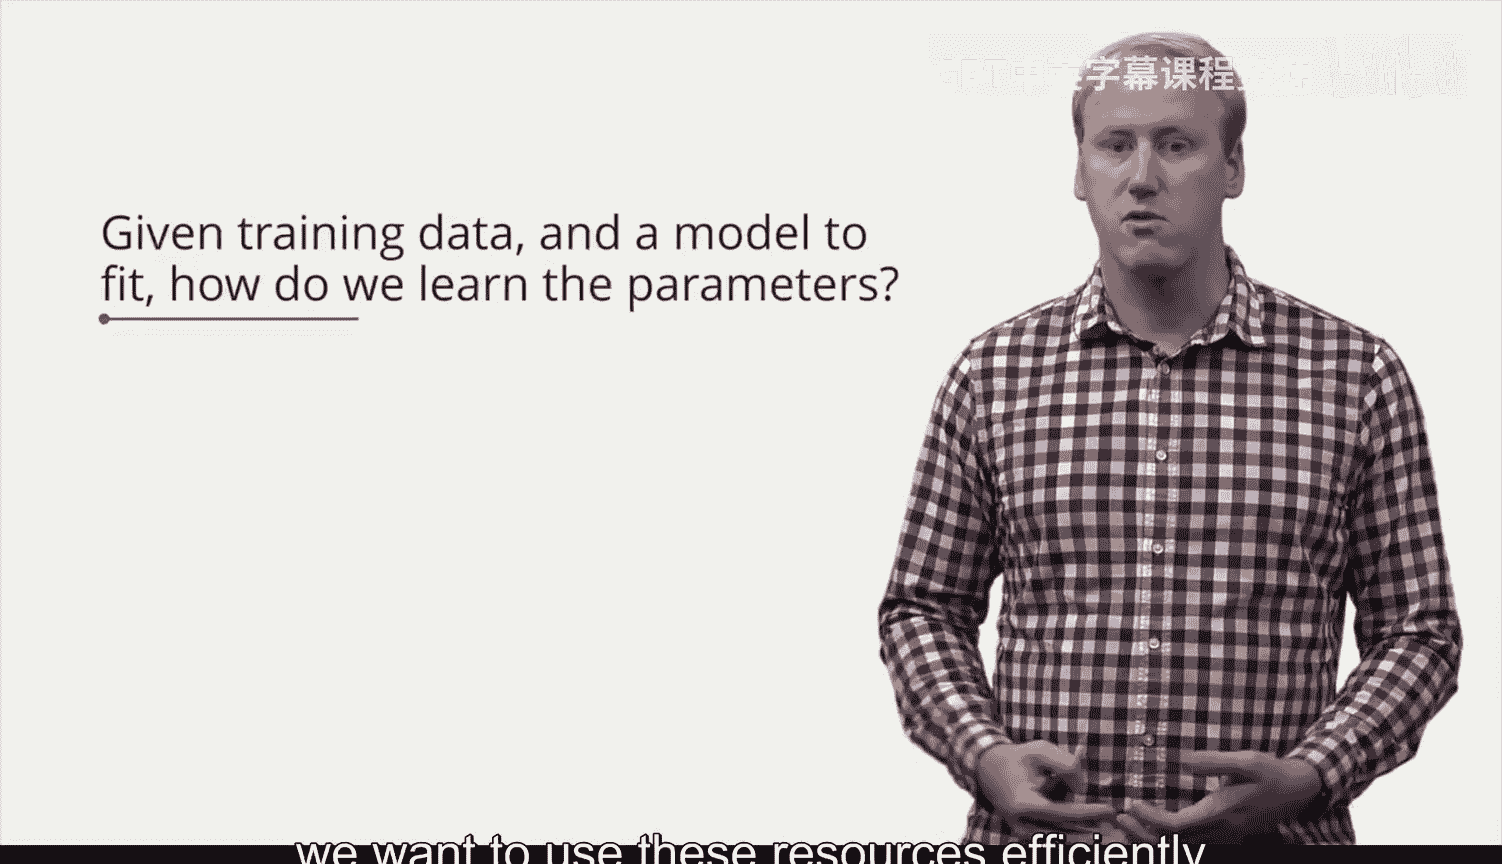 字幕课程
Given training data, and a model to
fit, how do we learn the parameters?
we want to use these resources efficiently